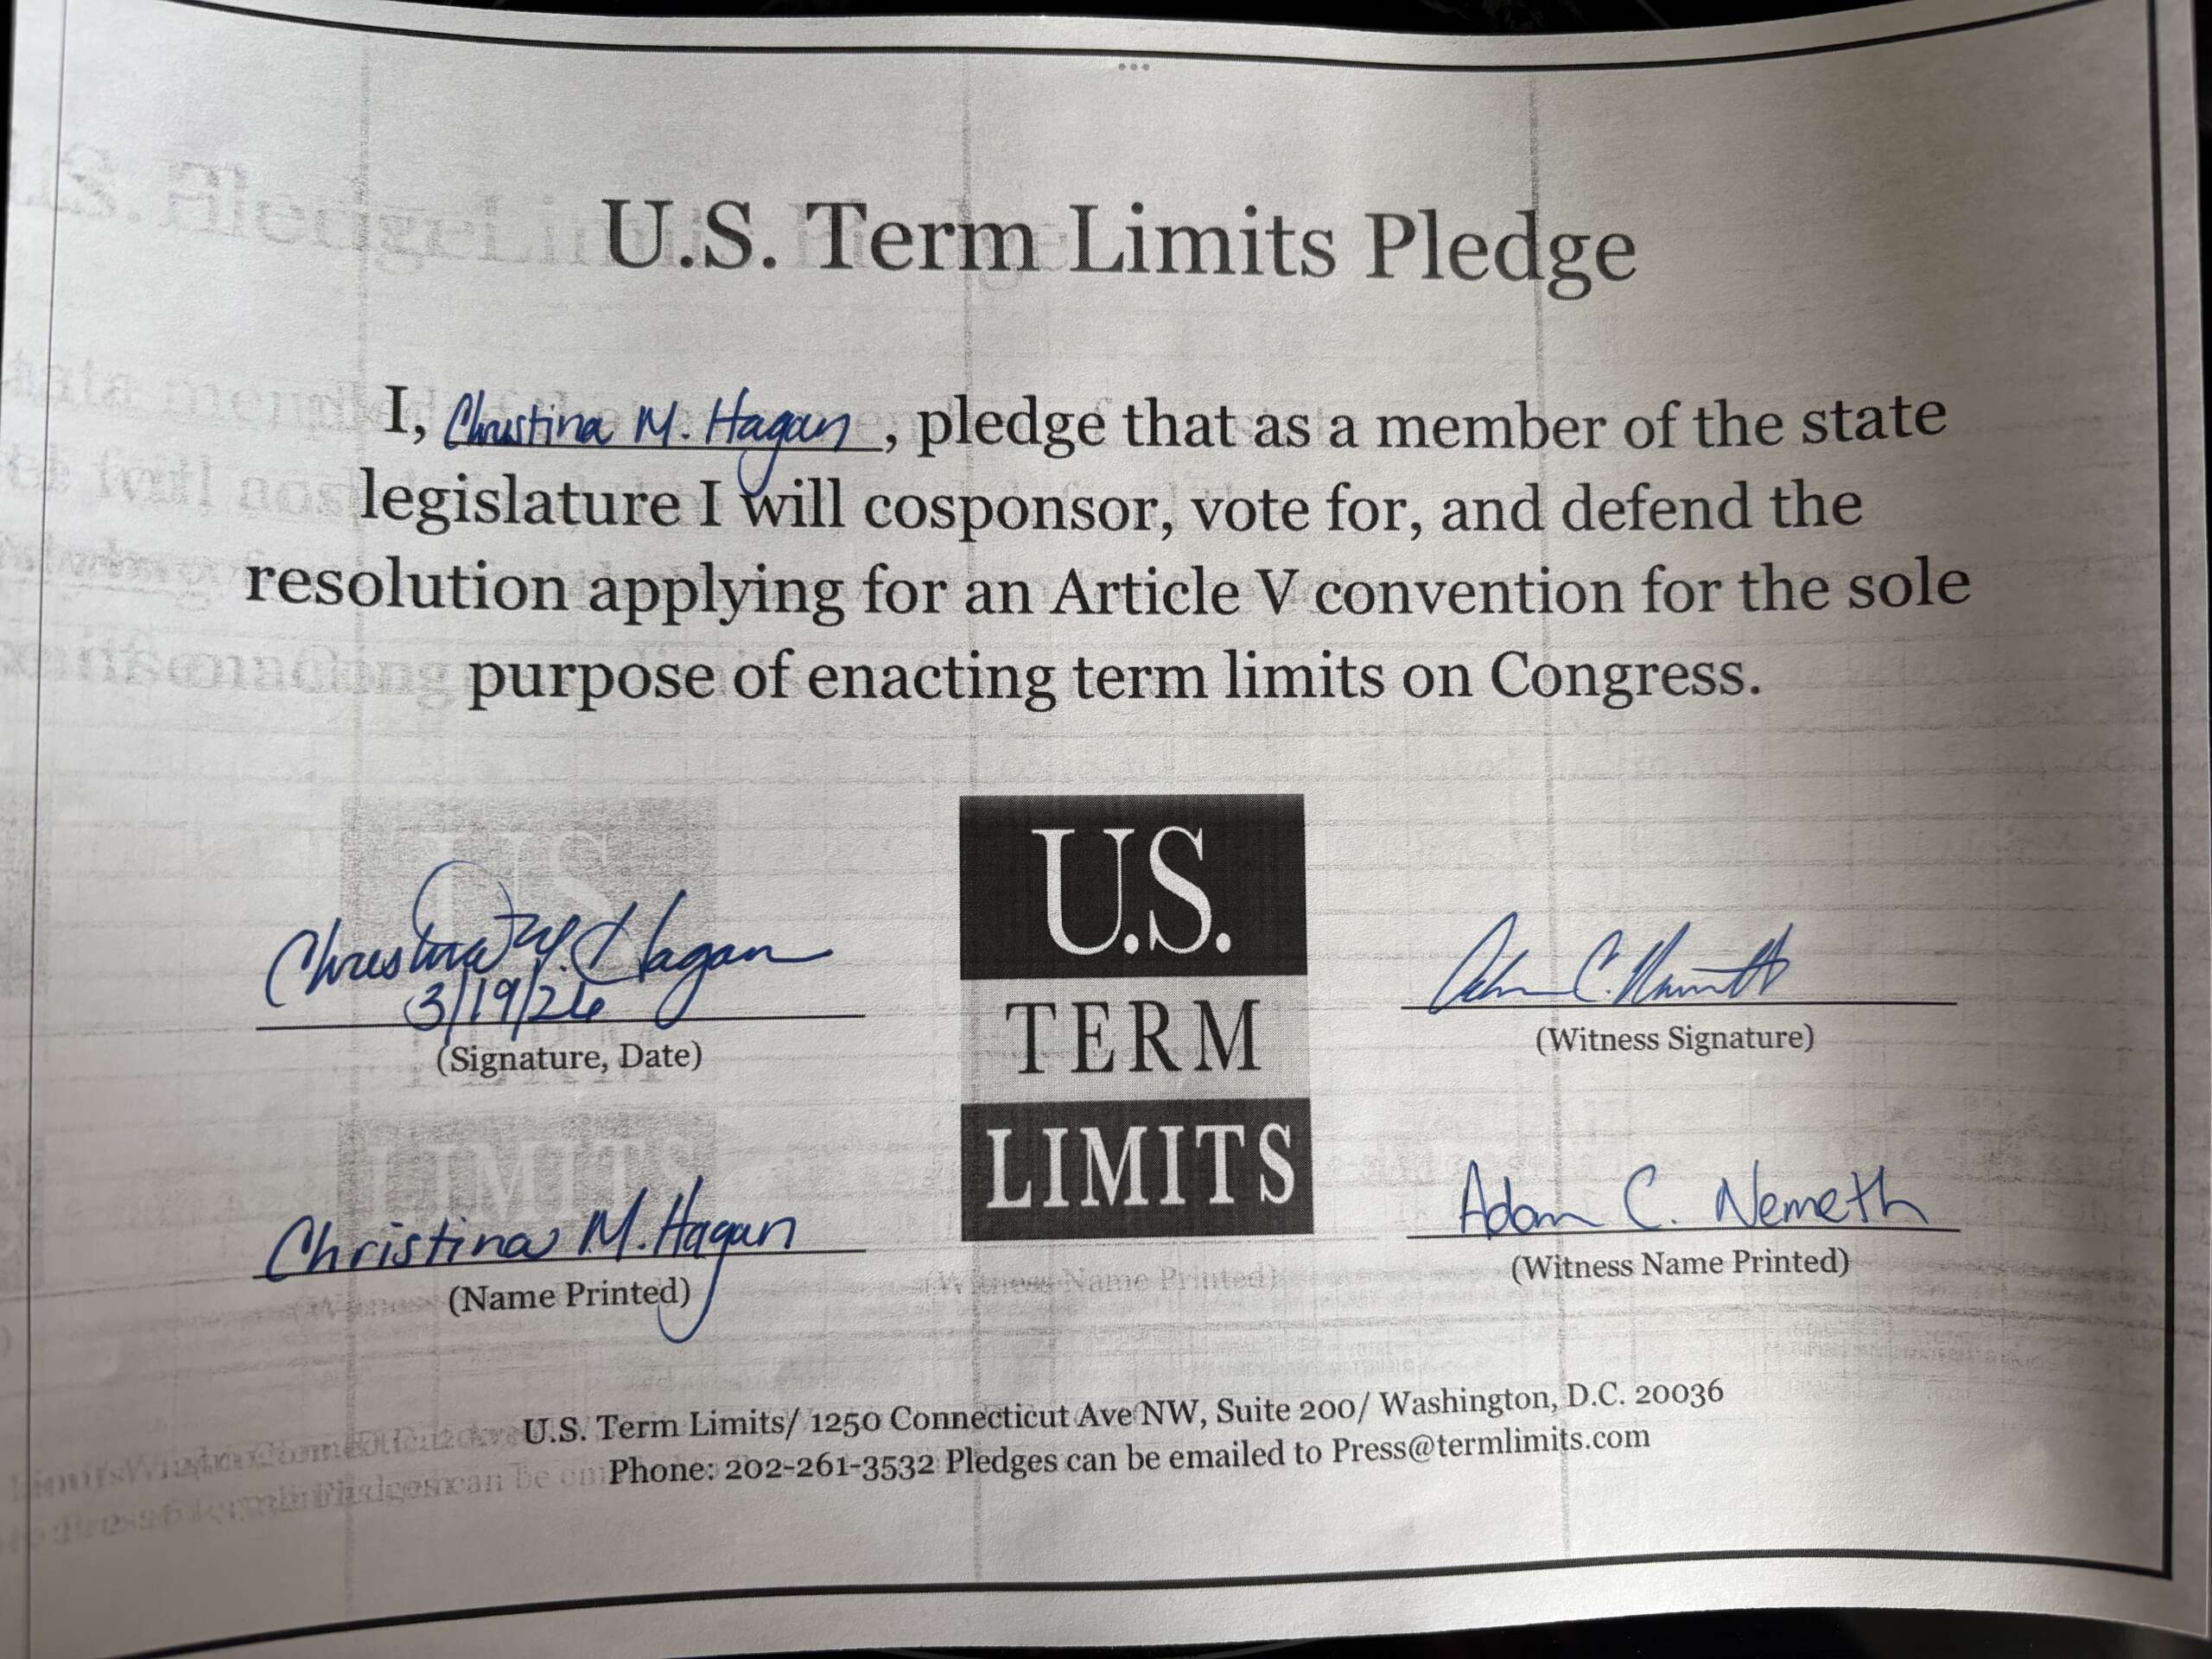 U.S. Term Limits Pledge
I, Christina M. Hagan, pledge that as a member of the state
legislature I will cosponsor, vote for, and defend the
resolution applying for an Article V convention for the sole
purpose of enacting term limits on Congress.
Christina M. Hagan
3/19/26
(Signature, Date)
Christina M. Hagan
(Name Printed)
U.S.
TERM
LIMITS
Adam C. Nemeth
(Witness Signature)
Adam C. Nemeth
(Witness Name Printed)
U.S. Term Limits/ 1250 Connecticut Ave NW, Suite 200/ Washington, D.C. 20036
Phone: 202-261-3532 Pledges can be emailed to Press@termlimits.com